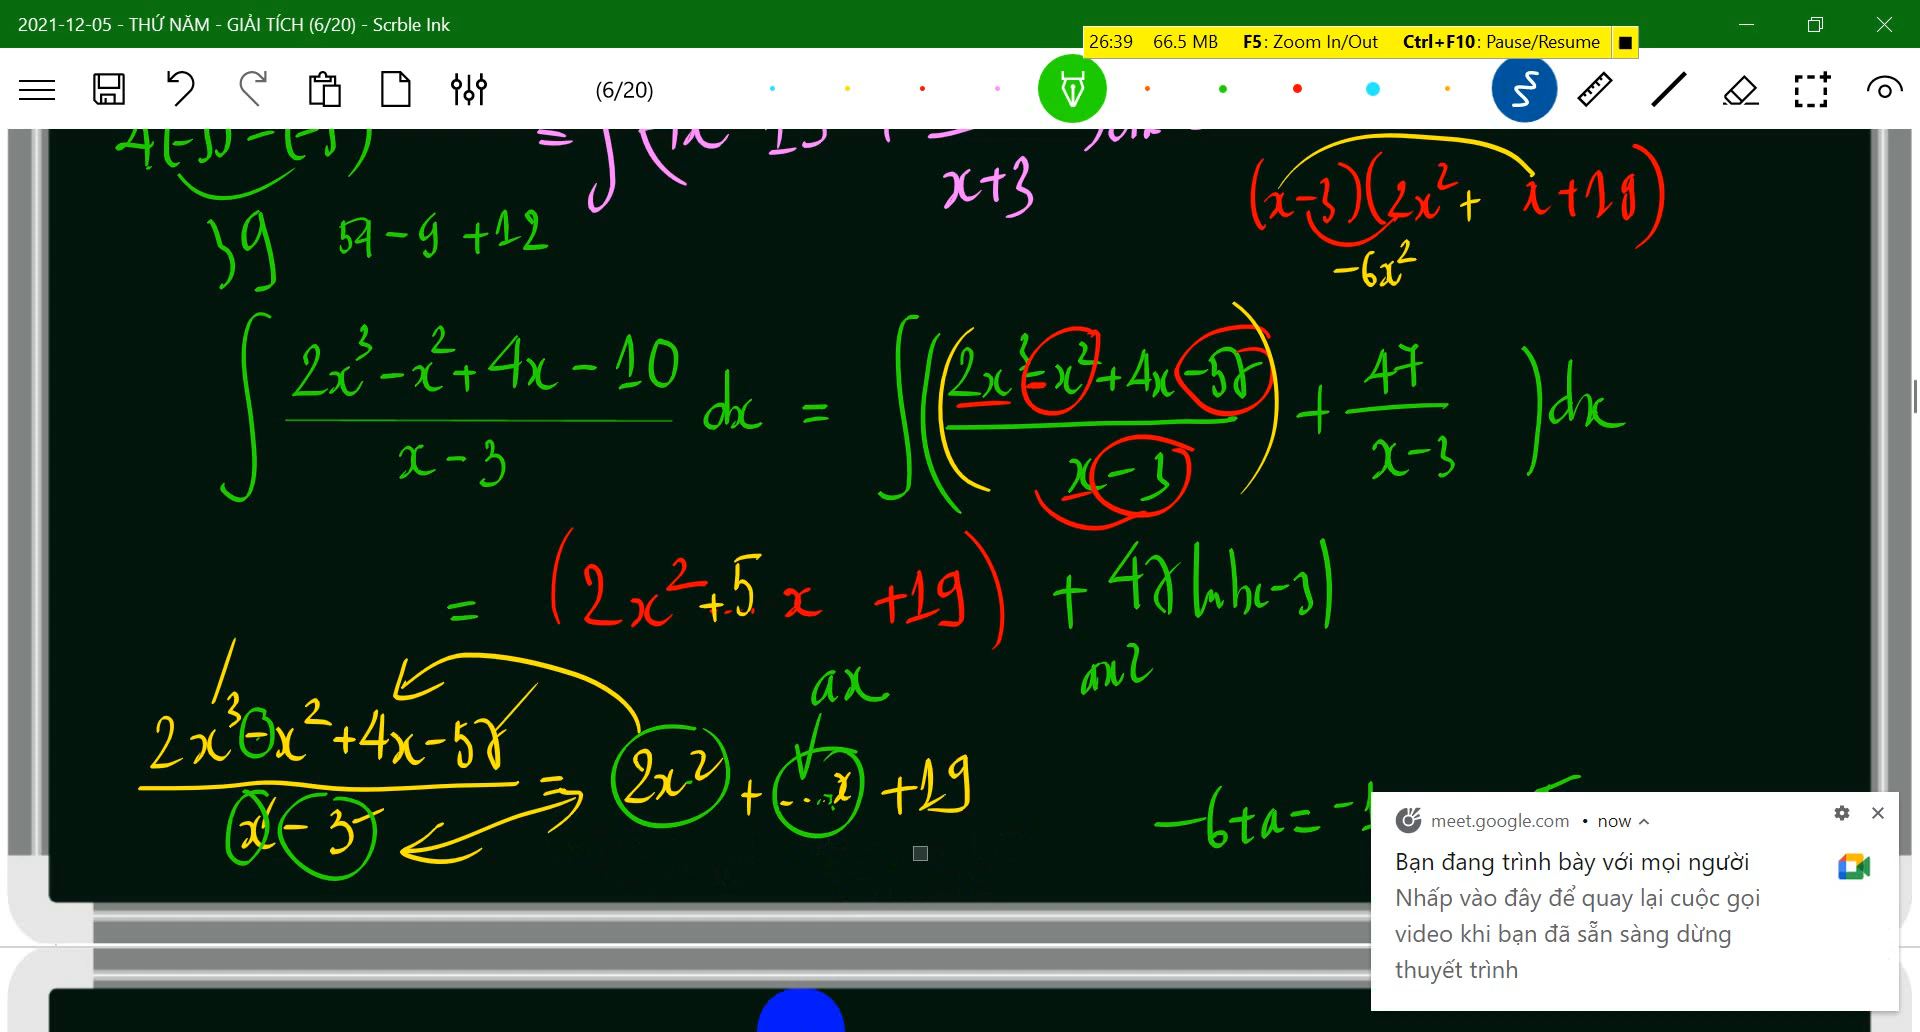 2021-12-05 - THỨ NĂM - GIẢI TÍCH (6/20) - Scrble Ink
26:39 66.5 MB F5: Zoom In/Out Ctrl+F10: Pause/Resume
(6/20)
x+3
(x-3)(2x² + x+19)
-6x²
59 - 9 +12
∫ (2x³-x²+4x-10)/(x-3) dx = ∫((2x³-x²+4x-57)/(x-3) + 47/(x-3))dx
= (2x²+5x +19) + 47 ln|x-3|
ax
ax²
(2x³-x²+4x-57)/(x-3) = 2x² + ...x +19
-6+a=-1
meet.google.com • now
Bạn đang trình bày với mọi người
Nhấp vào đây để quay lại cuộc gọi
video khi bạn đã sẵn sàng dừng
thuyết trình